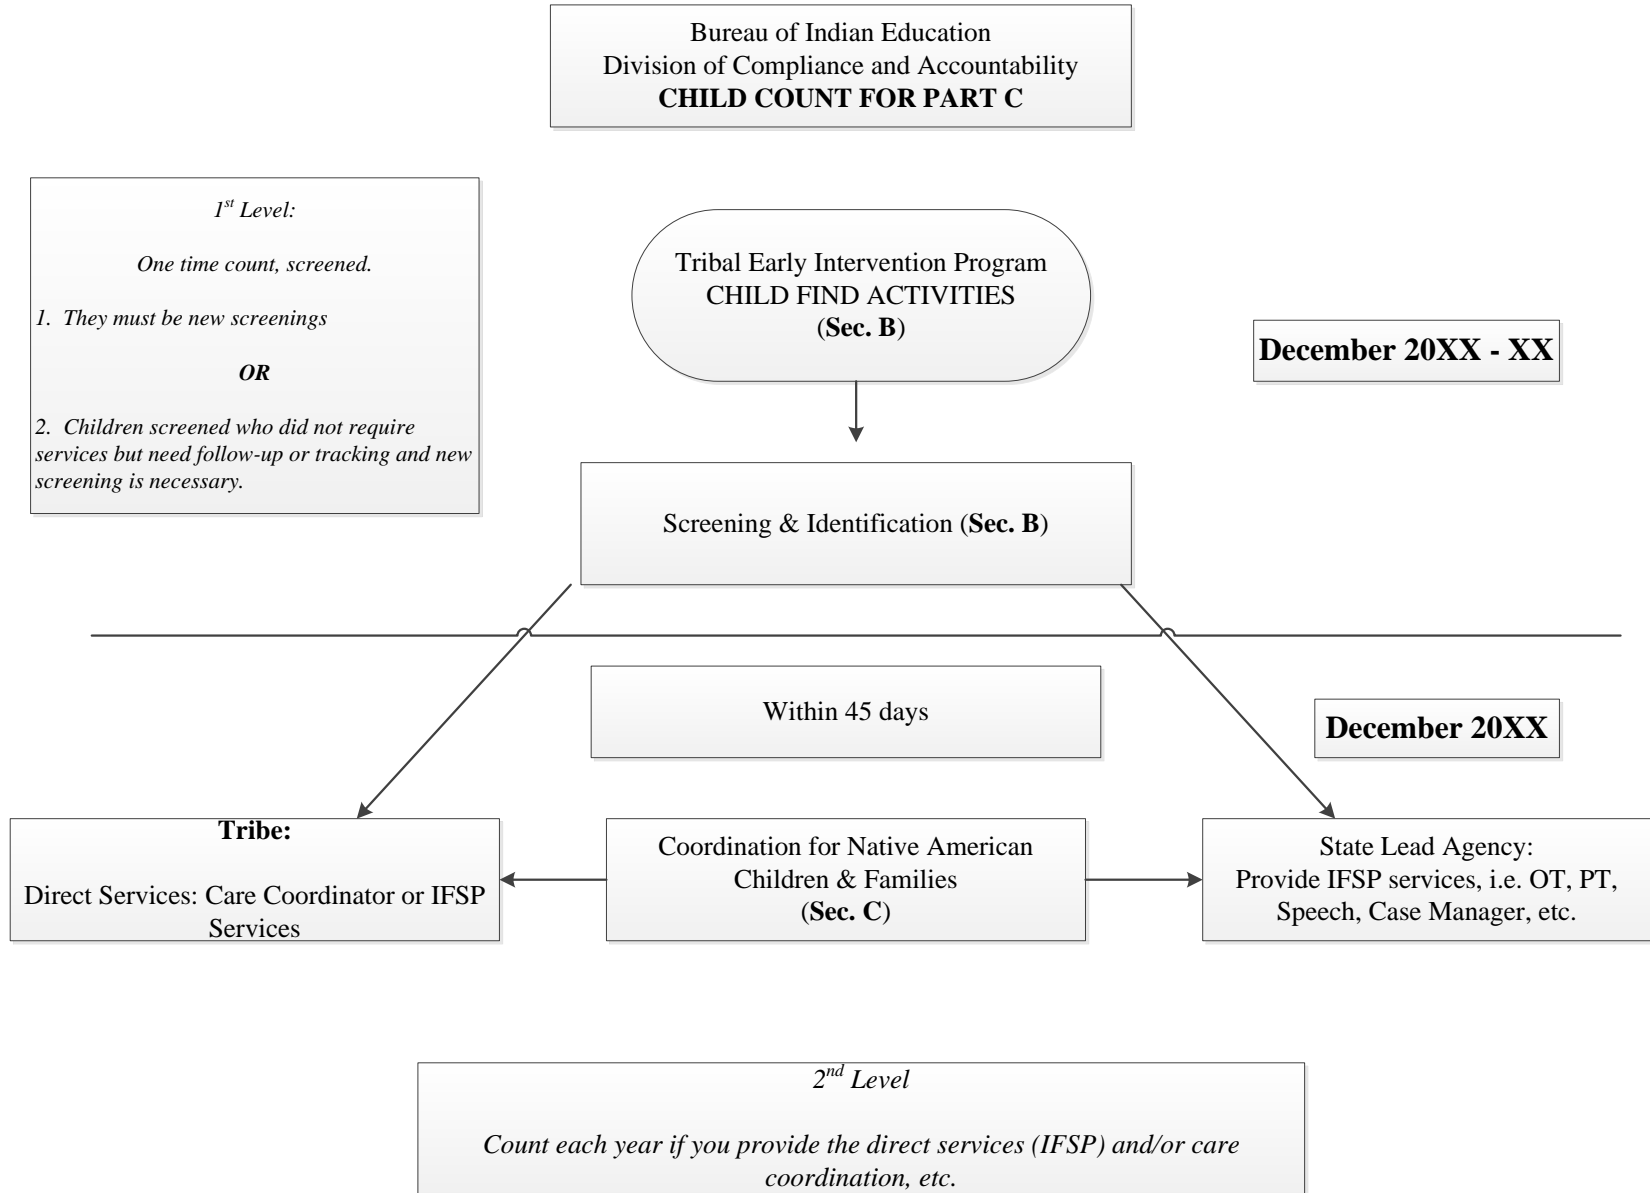 Bureau of Indian Education
Division of Compliance and Accountability
CHILD COUNT FOR PART C
1st Level:
One time count, screened.
1. They must be new screenings
OR
2. Children screened who did not require
services but need follow-up or tracking and new
screening is necessary.
Tribal Early Intervention Program
CHILD FIND ACTIVITIES
(Sec. B)
December 20XX - XX
Screening & Identification (Sec. B)
Within 45 days
December 20XX
Tribe:
Direct Services: Care Coordinator or IFSP
Services
Coordination for Native American
Children & Families
(Sec. C)
State Lead Agency:
Provide IFSP services, i.e. OT, PT,
Speech, Case Manager, etc.
2nd Level
Count each year if you provide the direct services (IFSP) and/or care
coordination, etc.